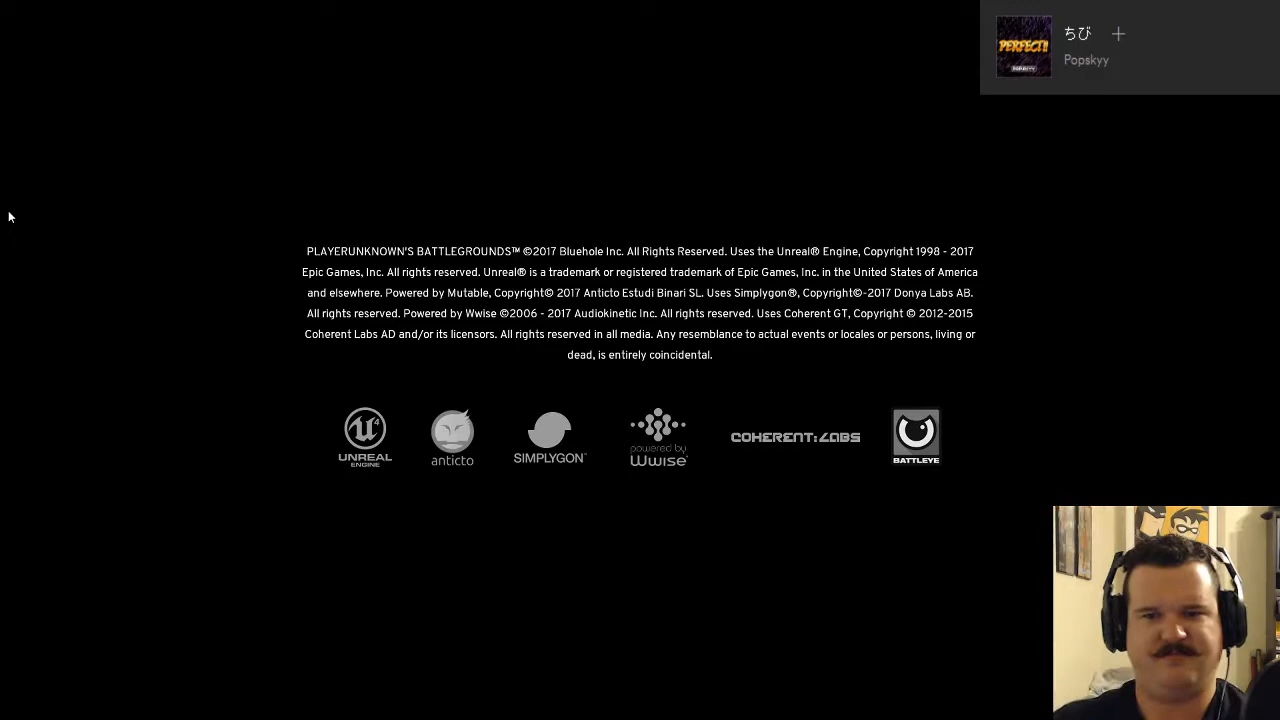 PERFECT!!
ちび
Popskyy
PLAYERUNKNOWN'S BATTLEGROUNDS™ ©2017 Bluehole Inc. All Rights Reserved. Uses the Unreal® Engine, Copyright 1998 - 2017
Epic Games, Inc. All rights reserved. Unreal® is a trademark or registered trademark of Epic Games, Inc. in the United States of America
and elsewhere. Powered by Mutable, Copyright© 2017 Anticto Estudi Binari SL. Uses Simplygon®, Copyright©-2017 Donya Labs AB.
All rights reserved. Powered by Wwise ©2006 - 2017 Audiokinetic Inc. All rights reserved. Uses Coherent GT, Copyright © 2012-2015
Coherent Labs AD and/or its licensors. All rights reserved in all media. Any resemblance to actual events or locales or persons, living or
dead, is entirely coincidental.
UNREAL
ENGINE
anticto
SIMPLYGON™
powered by
Wwise
COHERENT:LABS
BATTLEYE